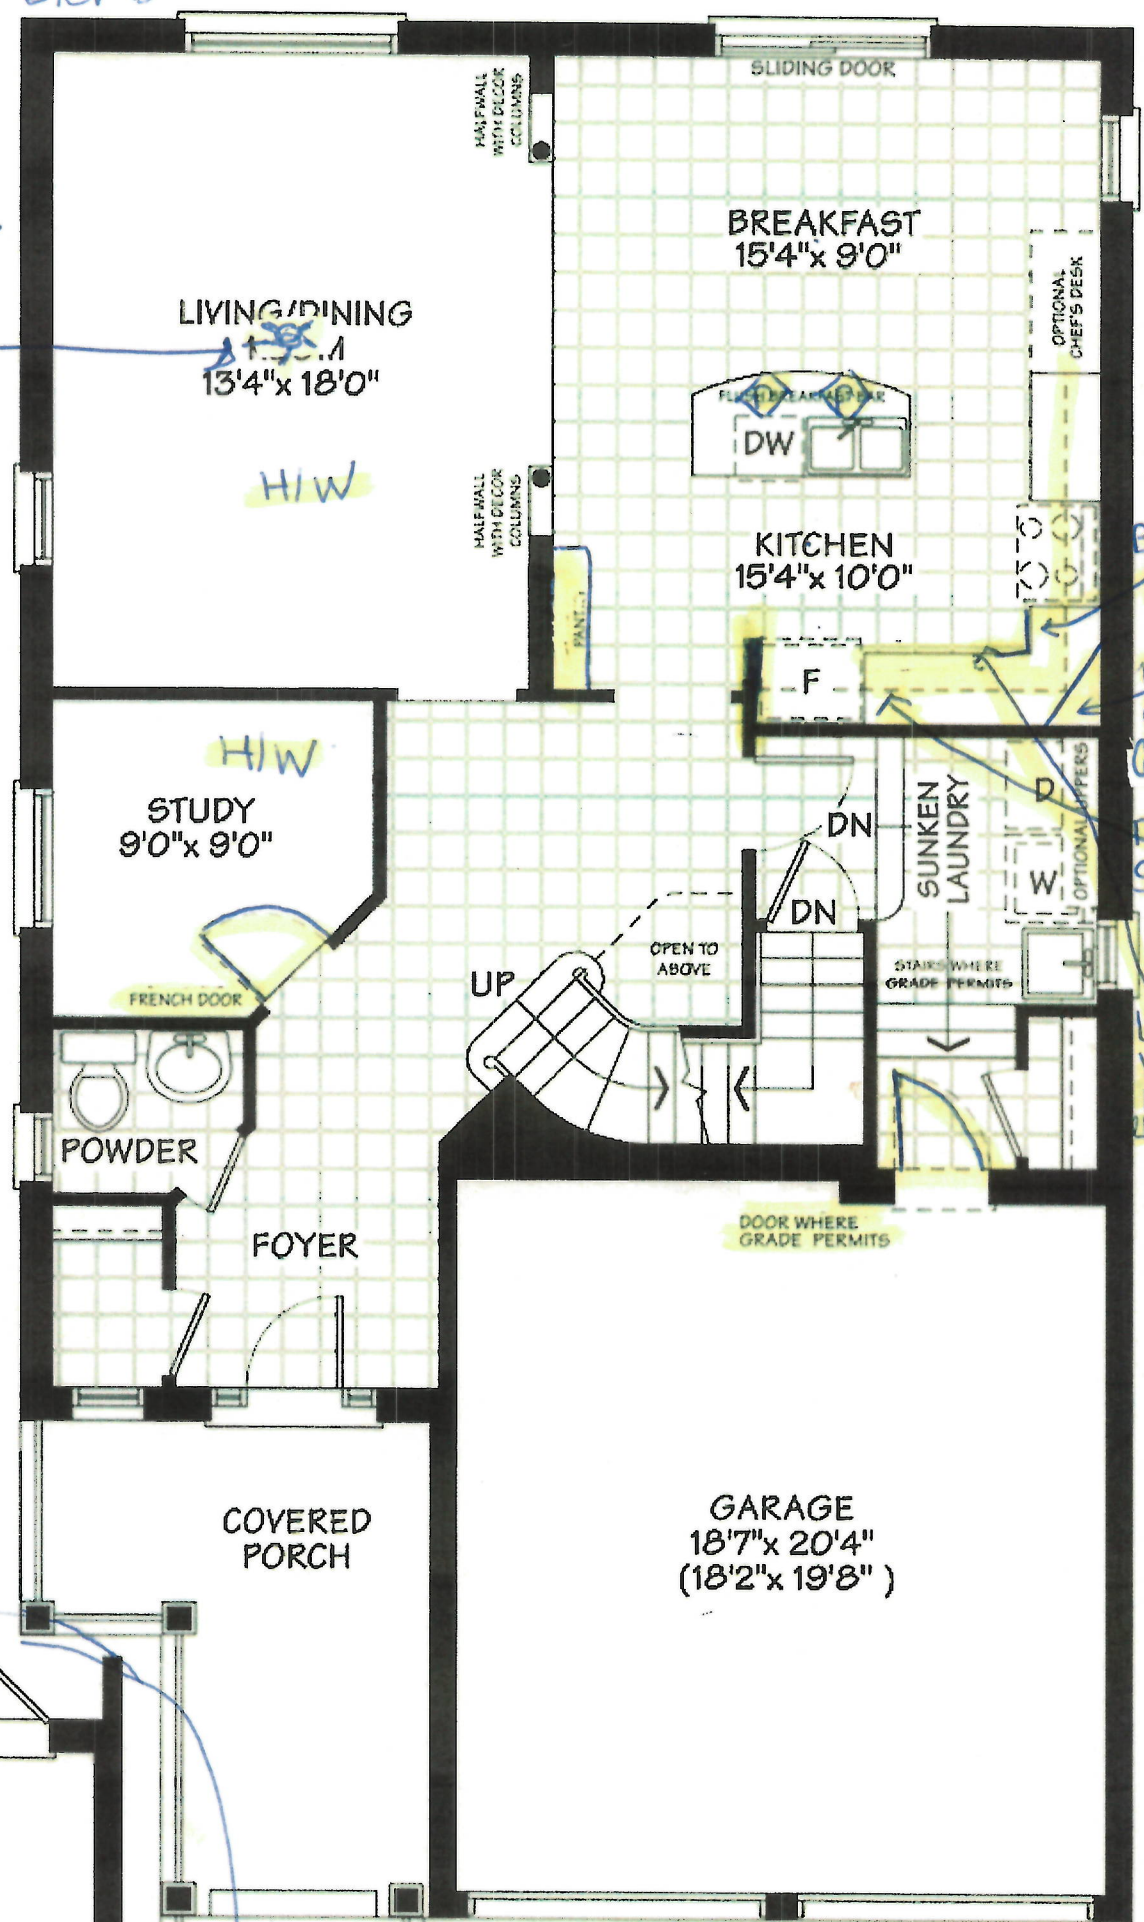 SLIDING DOOR
HALFWALL
WITH DECOR
COLUMNS
BREAKFAST
15'4"x 9'0"
OPTIONAL
CHEF'S DESK
LIVING/DINING
13'4"x 18'0"
H/W
FLUSH BREAKFAST BAR
DW
HALFWALL
WITH DECOR
COLUMNS
KITCHEN
15'4"x 10'0"
F
H/W
STUDY
9'0"x 9'0"
FRENCH DOOR
DN
DN
SUNKEN
LAUNDRY
D
W
OPTIONAL UPPERS
OPEN TO
ABOVE
UP
STAIRS WHERE
GRADE PERMITS
POWDER
FOYER
DOOR WHERE
GRADE PERMITS
COVERED
PORCH
GARAGE
18'7"x 20'4"
(18'2"x 19'8" )